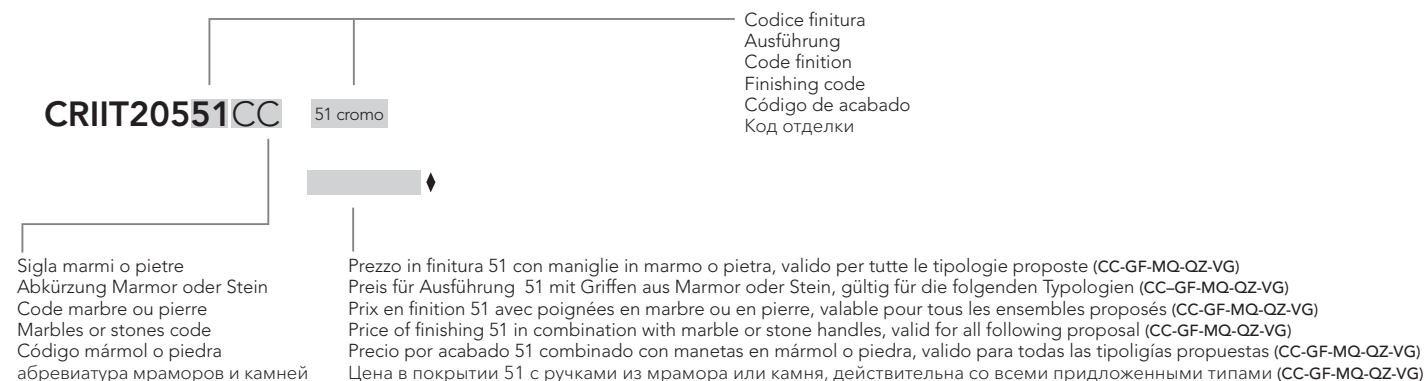 Codice finitura
Ausführung
Code finition
Finishing code
Código de acabado
Код отделки
CRIIT20551CC 51 cromo
Sigla marmi o pietre
Abkürzung Marmor oder Stein
Code marbre ou pierre
Marbles or stones code
Código mármol o piedra
абревиатура мраморов и камней
Prezzo in finitura 51 con maniglie in marmo o pietra, valido per tutte le tipologie proposte (CC-GF-MQ-QZ-VG)
Preis für Ausführung 51 mit Griffen aus Marmor oder Stein, gültig für die folgenden Typologien (CC–GF-MQ-QZ-VG)
Prix en finition 51 avec poignées en marbre ou en pierre, valable pour tous les ensembles proposés (CC-GF-MQ-QZ-VG)
Price of finishing 51 in combination with marble or stone handles, valid for all following proposal (CC-GF-MQ-QZ-VG)
Precio por acabado 51 combinado con manetas en mármol o piedra, valido para todas las tipoligías propuestas (CC-GF-MQ-QZ-VG)
Цена в покрытии 51 с ручками из мрамора или камня, действительна со всеми придложенными типами (CC-GF-MQ-QZ-VG)